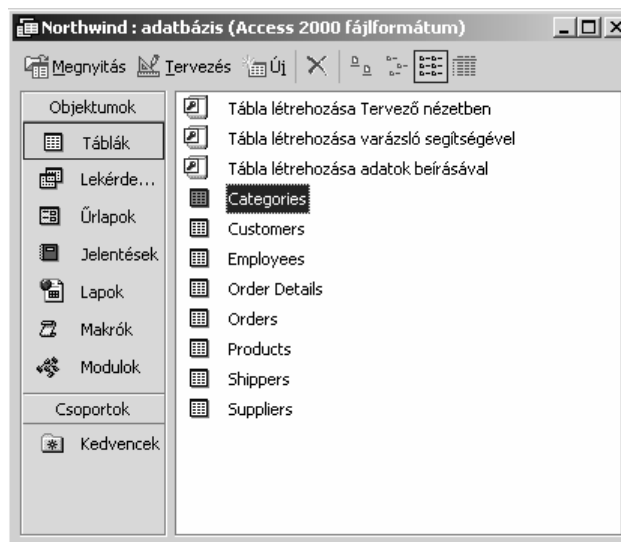 Northwind : adatbázis (Access 2000 fájlformátum)
Megnyitás Tervezés Új
Objektumok
Táblák
Lekérde...
Űrlapok
Jelentések
Lapok
Makrók
Modulok
Csoportok
Kedvencek
Tábla létrehozása Tervező nézetben
Tábla létrehozása varázsló segítségével
Tábla létrehozása adatok beírásával
Categories
Customers
Employees
Order Details
Orders
Products
Shippers
Suppliers